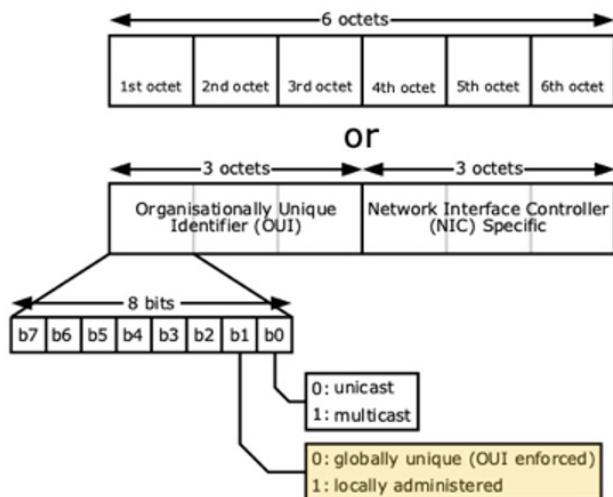 6 octets
1st octet 2nd octet 3rd octet 4th octet 5th octet 6th octet
or
3 octets 3 octets
Organisationally Unique Network Interface Controller
Identifier (OUI) (NIC) Specific
8 bits
b7 b6 b5 b4 b3 b2 b1 b0
0: unicast
1: multicast
0: globally unique (OUI enforced)
1: locally administered